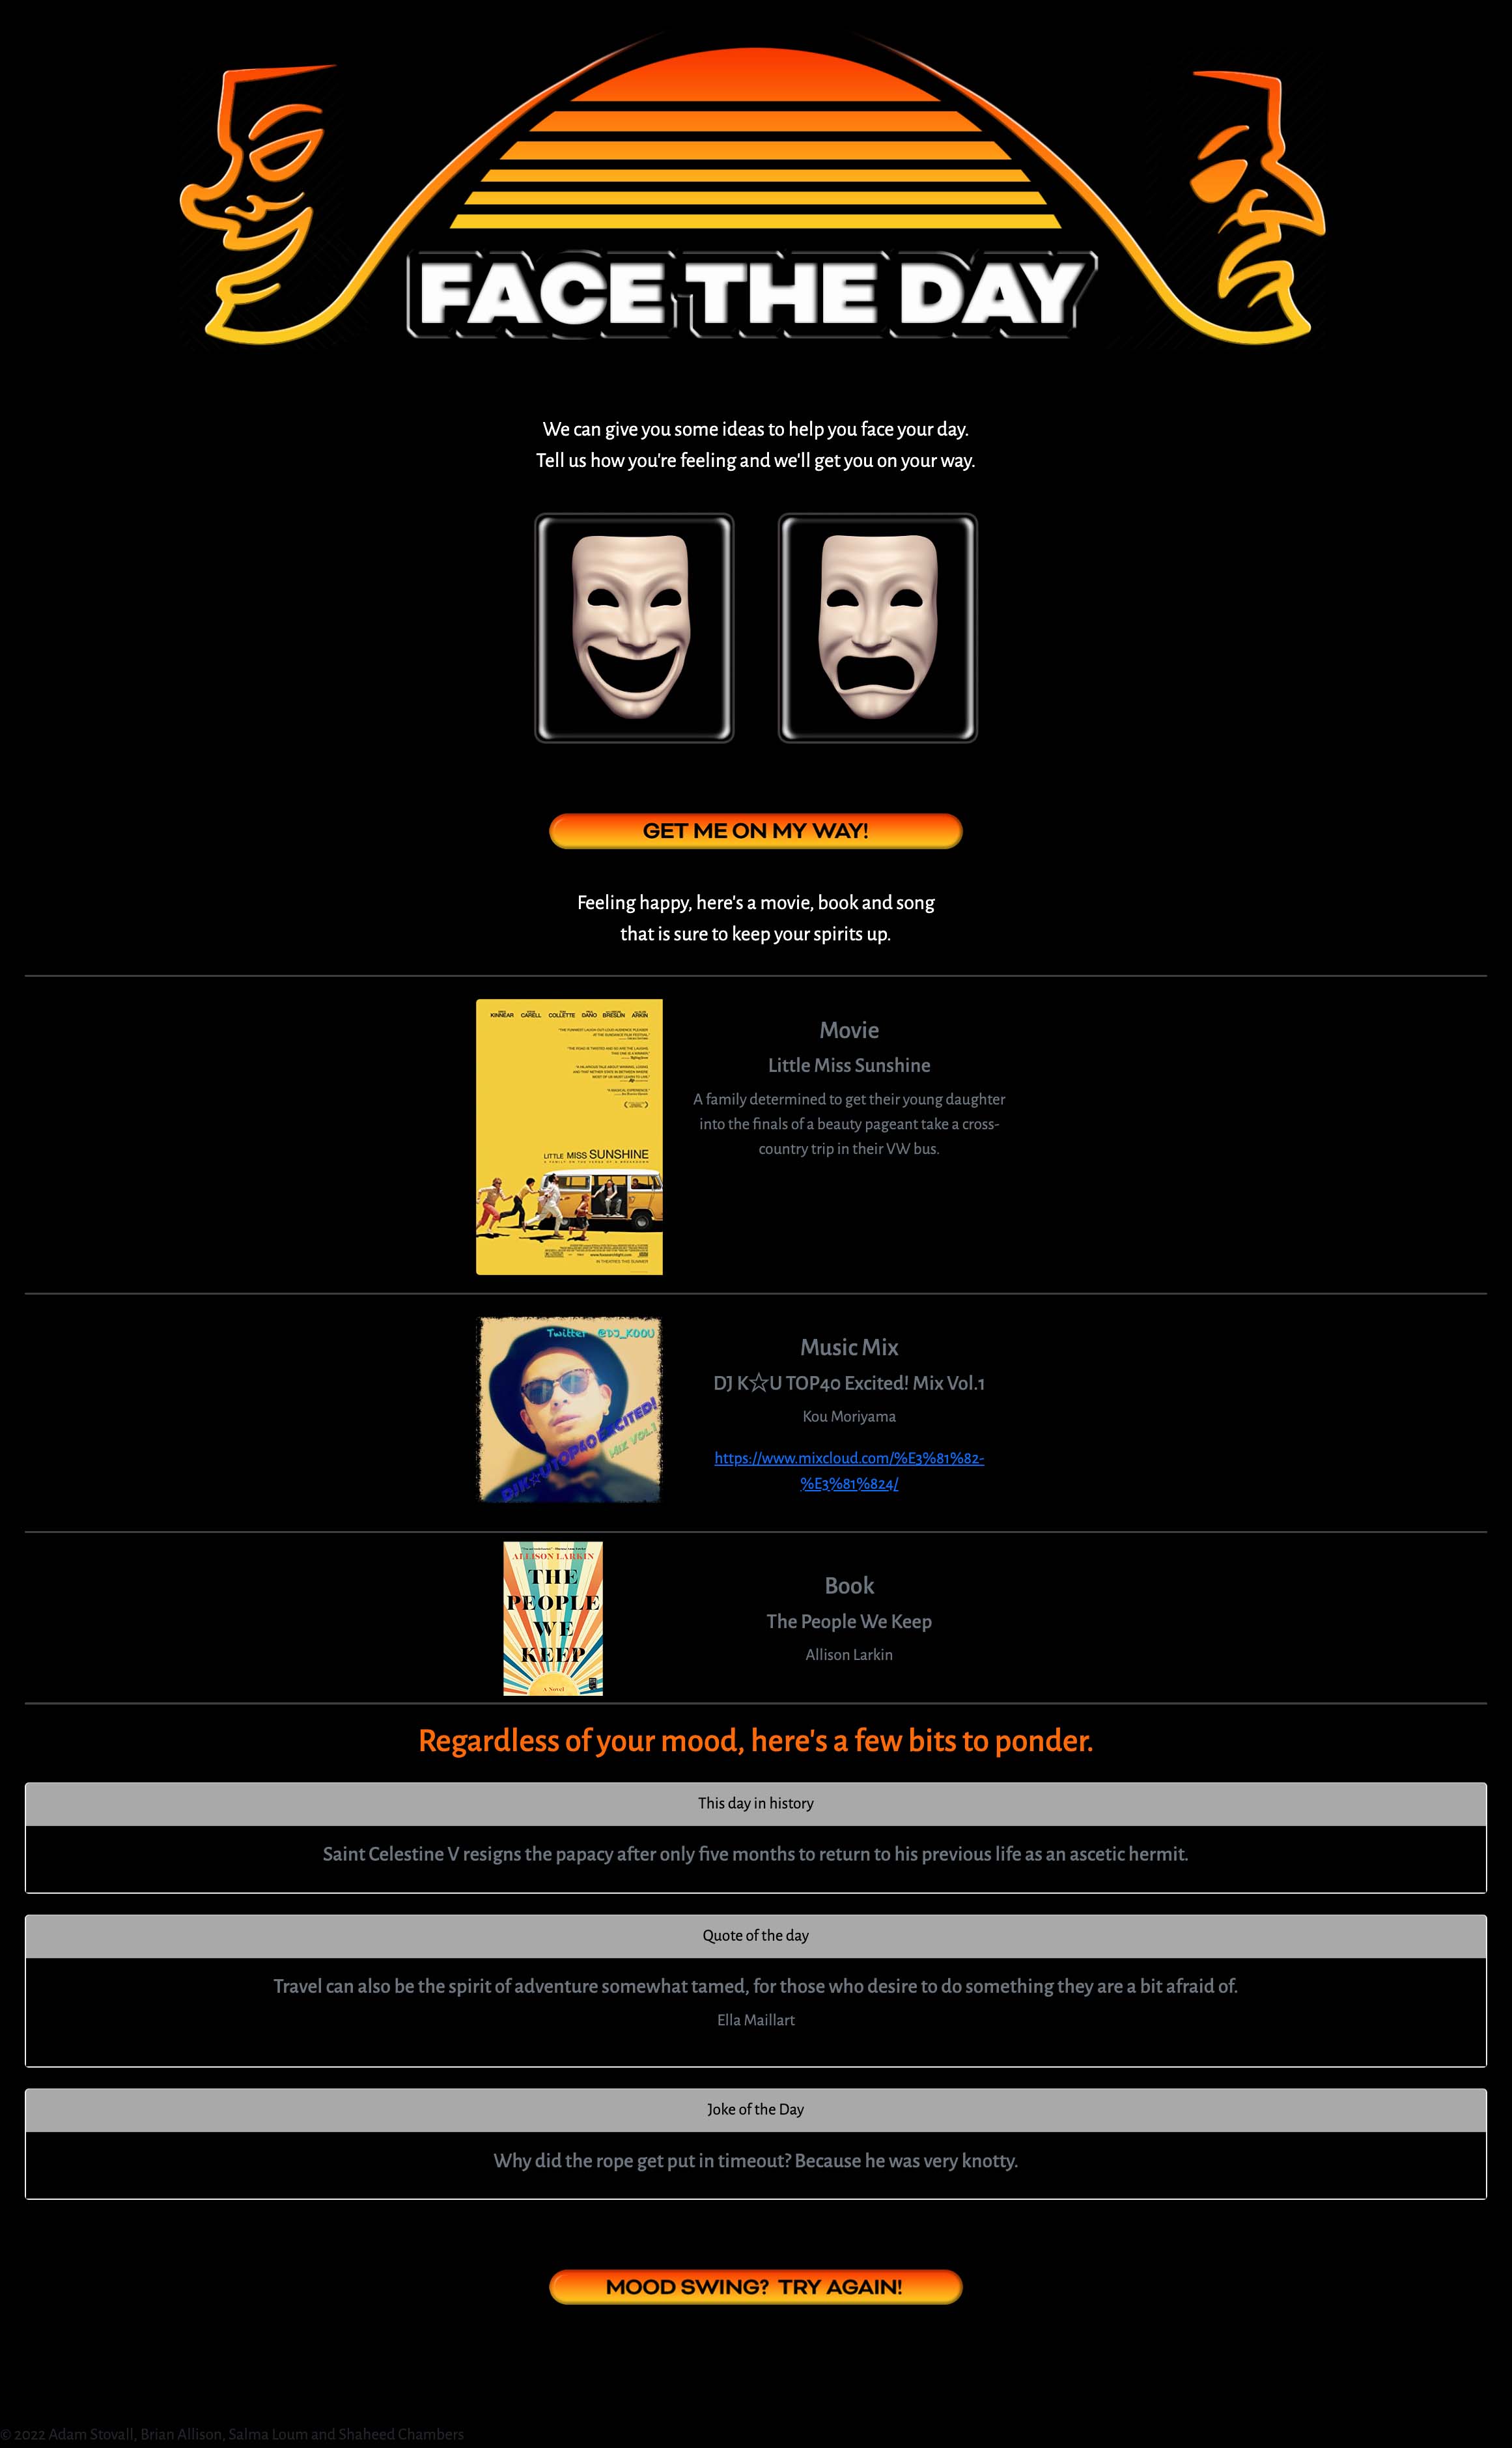 FACE THE DAY
We can give you some ideas to help you face your day.
Tell us how you're feeling and we'll get you on your way.
GET ME ON MY WAY!
Feeling happy, here's a movie, book and song
that is sure to keep your spirits up.
KINNEAR CARELL COLLETTE DANO BRESLIN ARKIN
LITTLE MISS SUNSHINE
A FAMILY ON THE VERGE OF A BREAKDOWN
IN THEATRES THIS SUMMER
Movie
Little Miss Sunshine
A family determined to get their young daughter
into the finals of a beauty pageant take a cross-
country trip in their VW bus.
Twitter @DJ_KOOU
DJ K☆U TOP40 EXCITED!
MIX VOL.1
Music Mix
DJ K☆U TOP40 Excited! Mix Vol.1
Kou Moriyama
https://www.mixcloud.com/%E3%81%82-
%E3%81%824/
ALLISON LARKIN
THE
PEOPLE
WE
KEEP
A Novel
Book
The People We Keep
Allison Larkin
Regardless of your mood, here's a few bits to ponder.
This day in history
Saint Celestine V resigns the papacy after only five months to return to his previous life as an ascetic hermit.
Quote of the day
Travel can also be the spirit of adventure somewhat tamed, for those who desire to do something they are a bit afraid of.
Ella Maillart
Joke of the Day
Why did the rope get put in timeout? Because he was very knotty.
MOOD SWING? TRY AGAIN!
© 2022 Adam Stovall, Brian Allison, Salma Loum and Shaheed Chambers